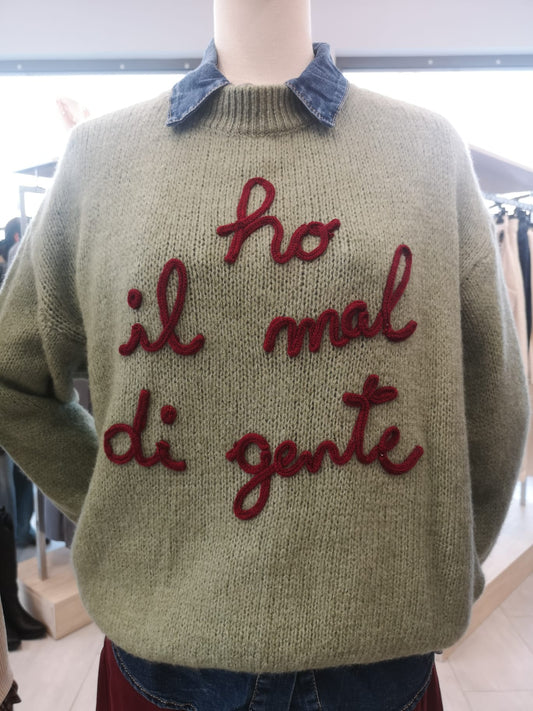 ho
il mal
di gente